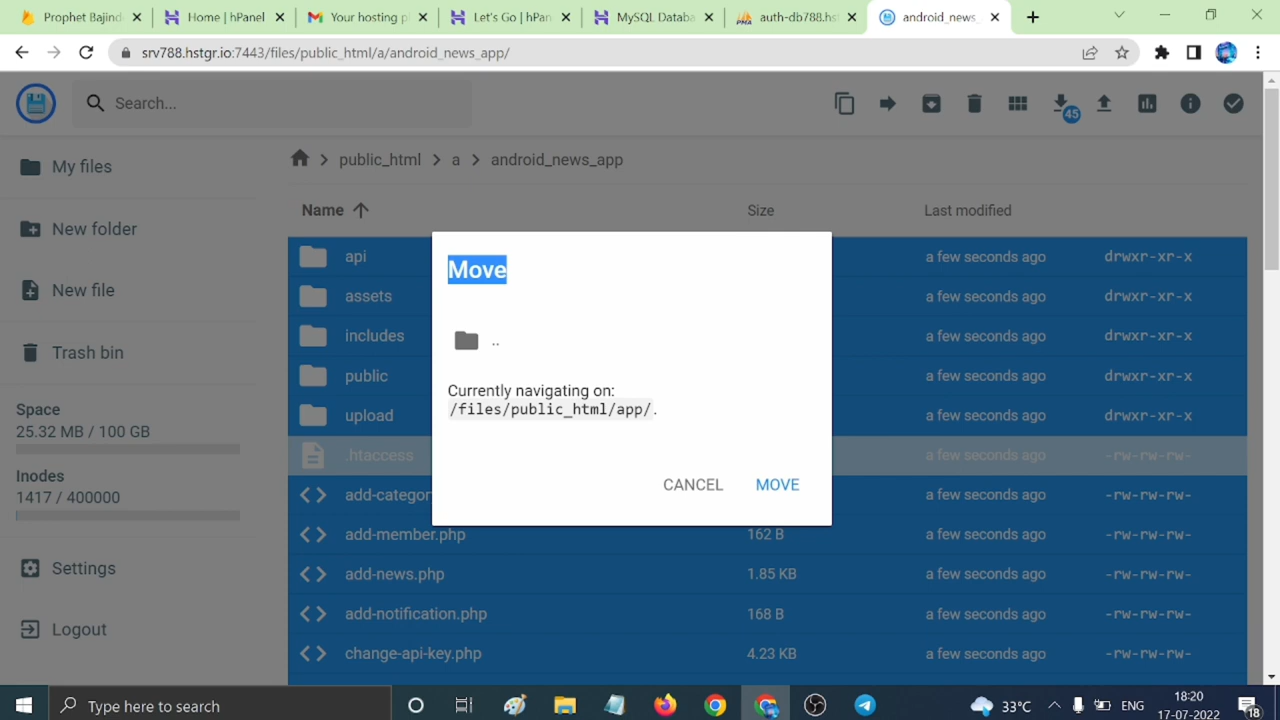 Prophet Bajind
Home | hPanel
Your hosting p
Let's Go | hPan
MySQL Databa
auth-db788.hs
android_news_
srv788.hstgr.io:7443/files/public_html/a/android_news_app/
Search...
45
My files
New folder
New file
Trash bin
Space
25.32 MB / 100 GB
Inodes
1417 / 400000
Settings
Logout
public_html
a
android_news_app
Name
Size
Last modified
api
a few seconds ago
drwxr-xr-x
assets
a few seconds ago
drwxr-xr-x
includes
a few seconds ago
drwxr-xr-x
public
a few seconds ago
drwxr-xr-x
upload
a few seconds ago
drwxr-xr-x
.htaccess
a few seconds ago
-rw-rw-rw-
add-categor
a few seconds ago
-rw-rw-rw-
add-member.php
162 B
a few seconds ago
-rw-rw-rw-
add-news.php
1.85 KB
a few seconds ago
-rw-rw-rw-
add-notification.php
168 B
a few seconds ago
-rw-rw-rw-
change-api-key.php
4.23 KB
a few seconds ago
-rw-rw-rw-
Move
..
Currently navigating on:
/files/public_html/app/.
CANCEL
MOVE
Type here to search
33°C
ENG
18:20
17-07-2022
18